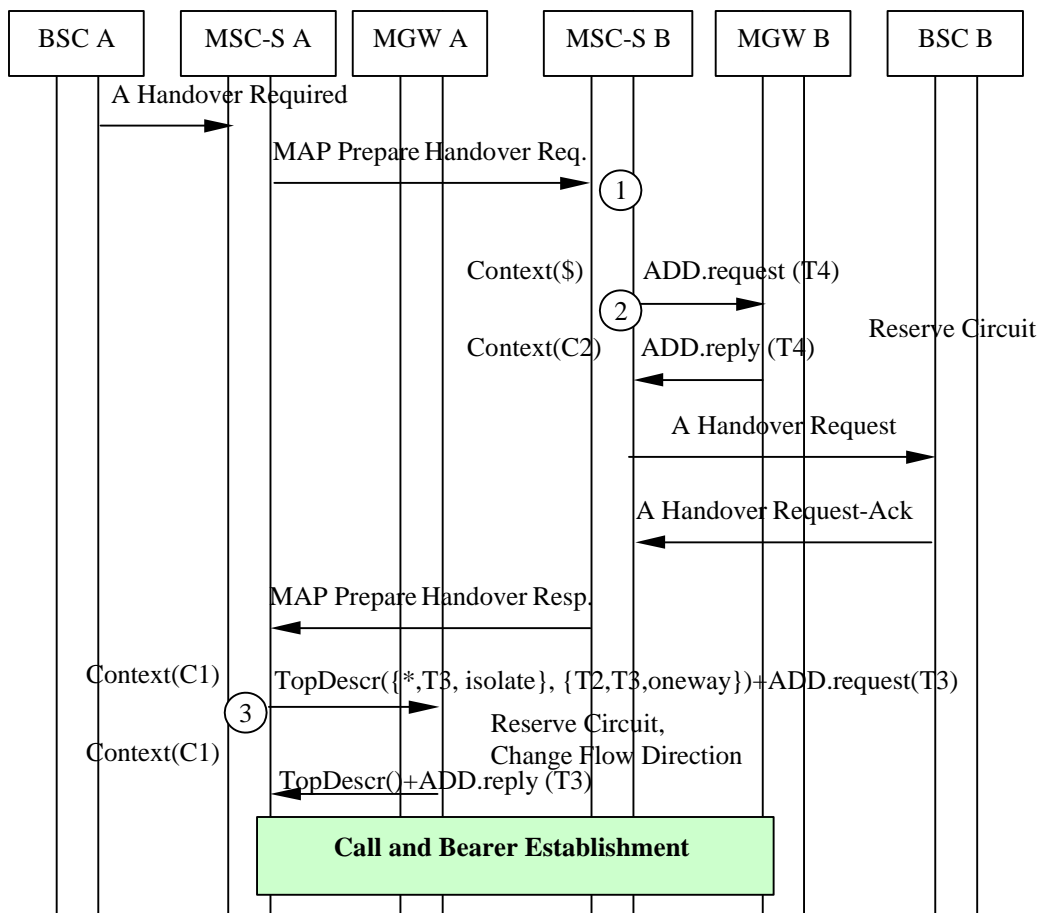 BSC A MSC-S A MGW A MSC-S B MGW B BSC B
A Handover Required
MAP Prepare Handover Req.
1
Context($) ADD.request (T4)
2
Reserve Circuit
Context(C2) ADD.reply (T4)
A Handover Request
A Handover Request-Ack
MAP Prepare Handover Resp.
Context(C1) TopDescr({*,T3, isolate}, {T2,T3,oneway})+ADD.request(T3)
3
Reserve Circuit,
Context(C1) Change Flow Direction
TopDescr()+ADD.reply (T3)
Call and Bearer Establishment